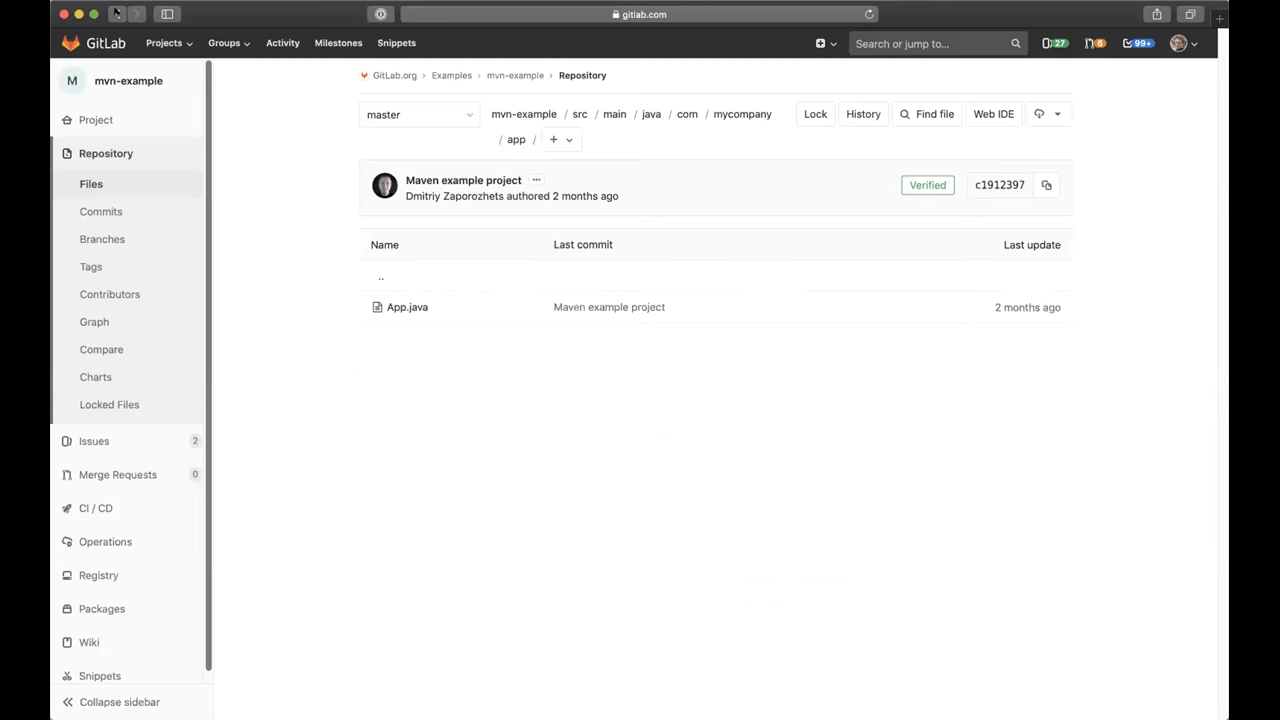 gitlab.com
GitLab Projects Groups Activity Milestones Snippets Search or jump to... 27 6 99+
M mvn-example
Project
Repository
Files
Commits
Branches
Tags
Contributors
Graph
Compare
Charts
Locked Files
Issues 2
Merge Requests 0
CI / CD
Operations
Registry
Packages
Wiki
Snippets
Collapse sidebar
GitLab.org › Examples › mvn-example › Repository
master mvn-example / src / main / java / com / mycompany Lock History Find file Web IDE
/ app / +
Maven example project ...
Dmitriy Zaporozhets authored 2 months ago
Verified c1912397
Name Last commit Last update
..
App.java Maven example project 2 months ago